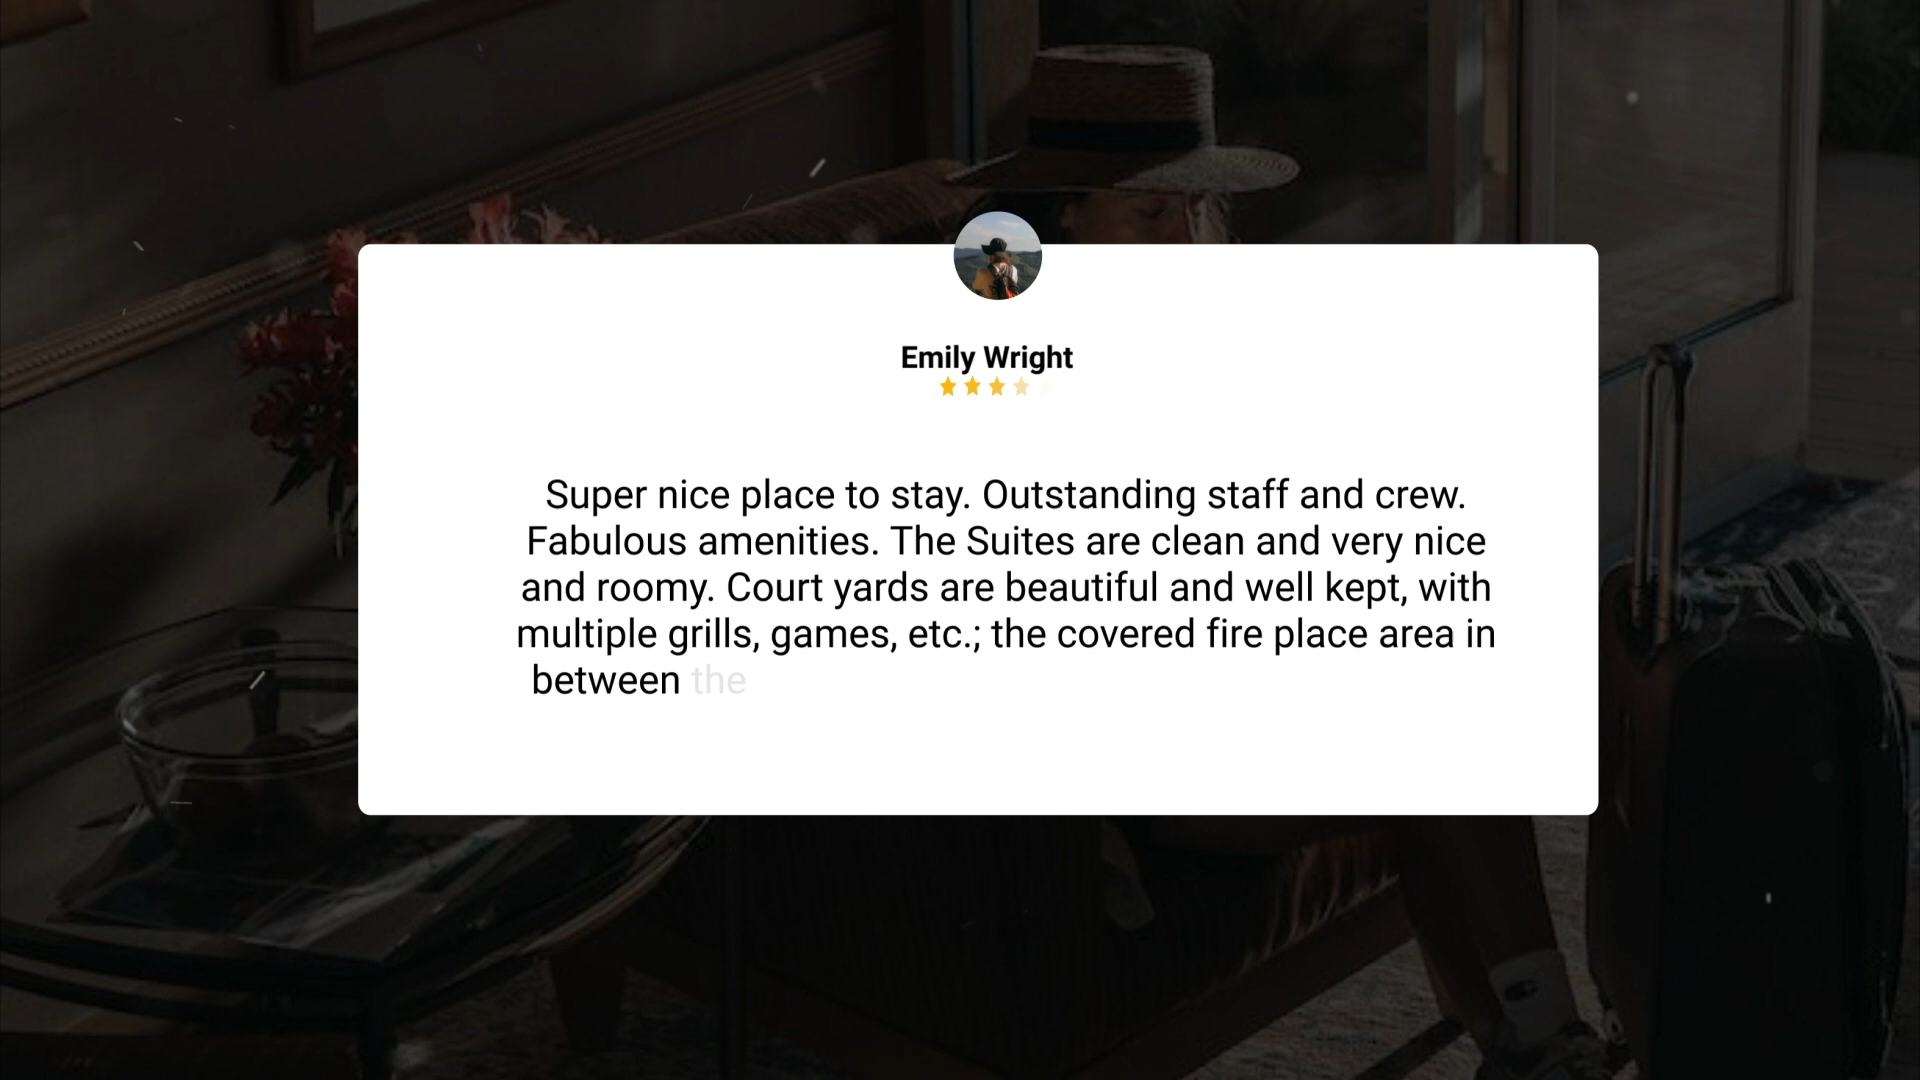 Emily Wright
Super nice place to stay. Outstanding staff and crew.
Fabulous amenities. The Suites are clean and very nice
and roomy. Court yards are beautiful and well kept, with
multiple grills, games, etc.; the covered fire place area in
between the